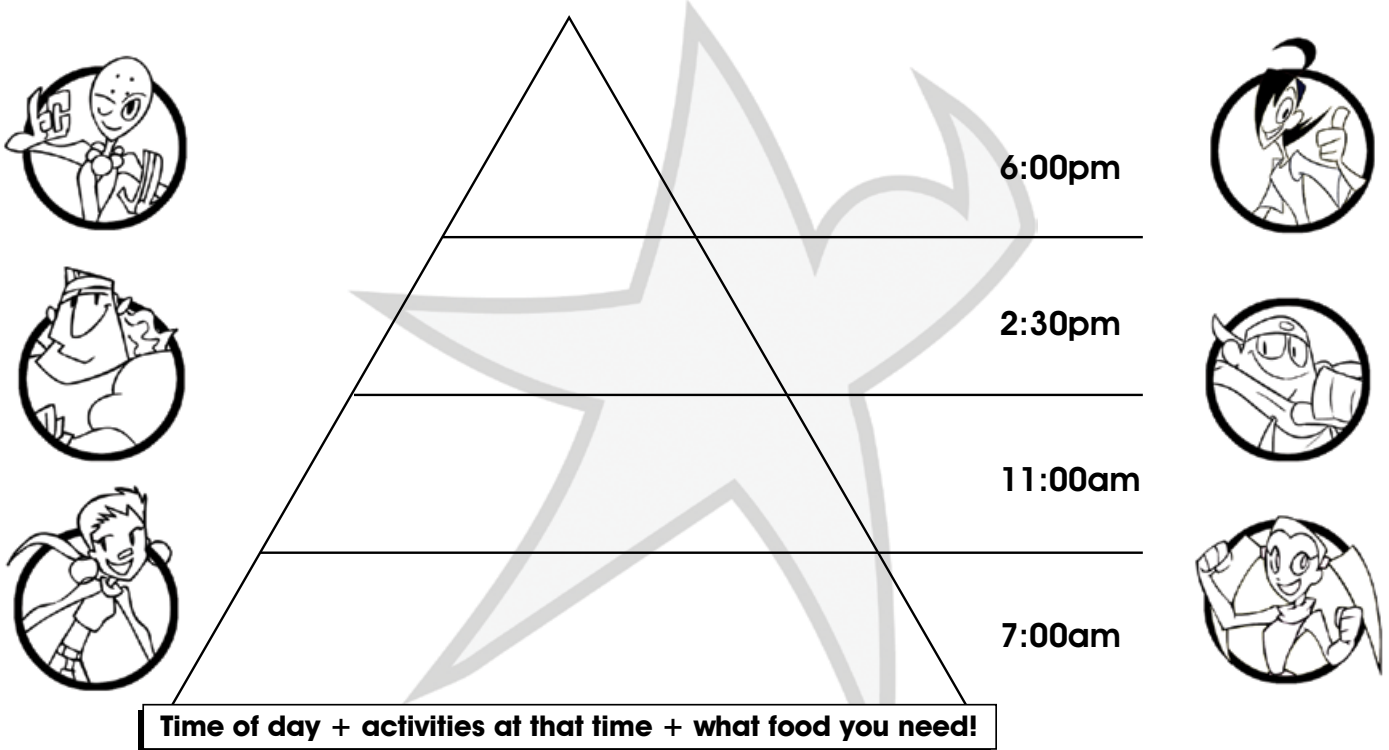 6:00pm
2:30pm
11:00am
7:00am
Time of day + activities at that time + what food you need!